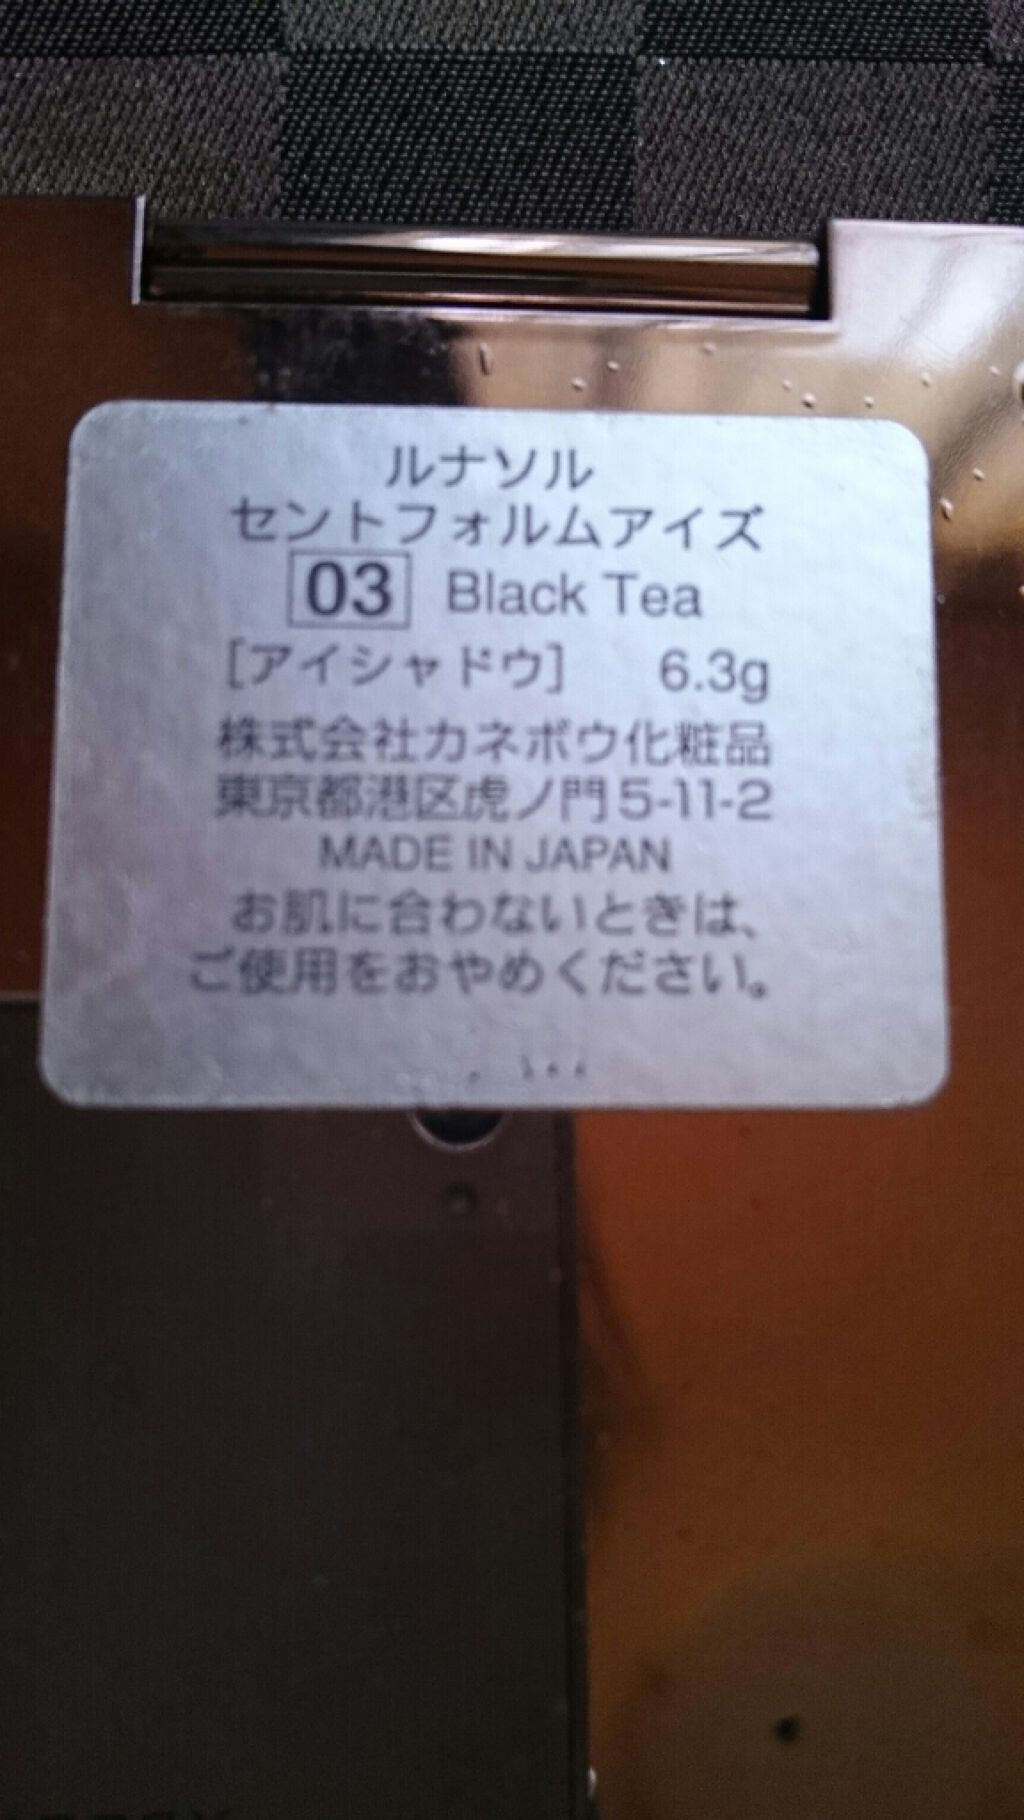 ルナソル
セントフォルムアイズ
03 Black Tea
[アイシャドウ] 6.3g
株式会社カネボウ化粧品
東京都港区虎ノ門5-11-2
MADE IN JAPAN
お肌に合わないときは、
ご使用をおやめください。